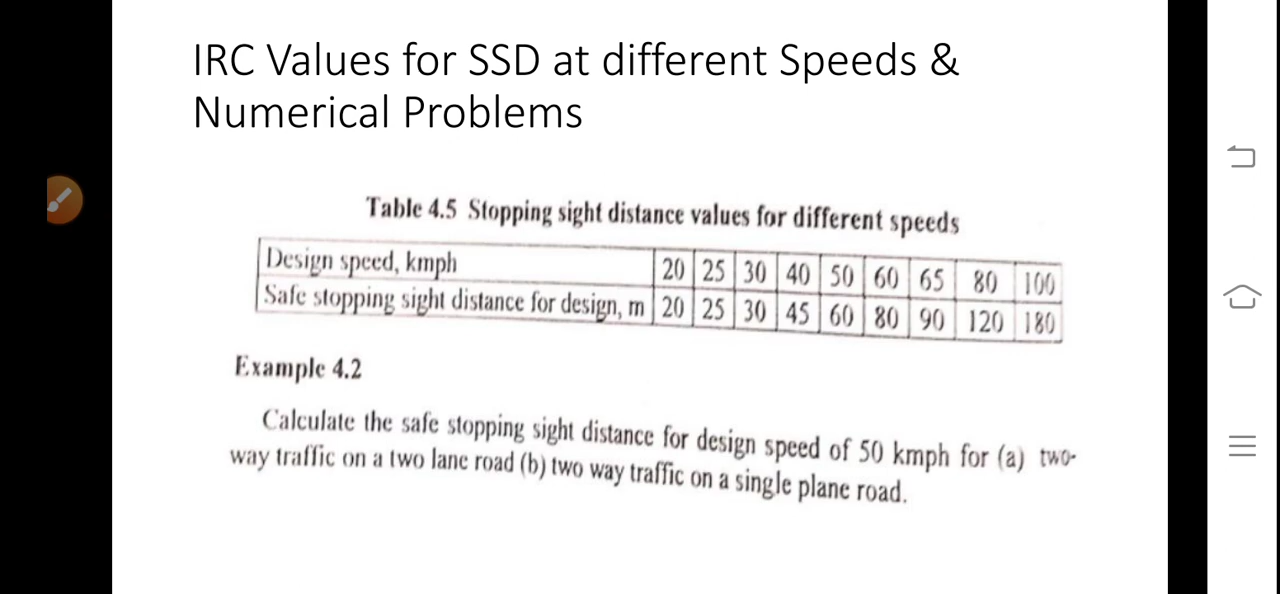 IRC Values for SSD at different Speeds &
Numerical Problems
Table 4.5 Stopping sight distance values for different speeds
Design speed, kmph 20 25 30 40 50 60 65 80 100
Safe stopping sight distance for design, m 20 25 30 45 60 80 90 120 180
Example 4.2
Calculate the safe stopping sight distance for design speed of 50 kmph for (a) two-
way traffic on a two lane road (b) two way traffic on a single plane road.